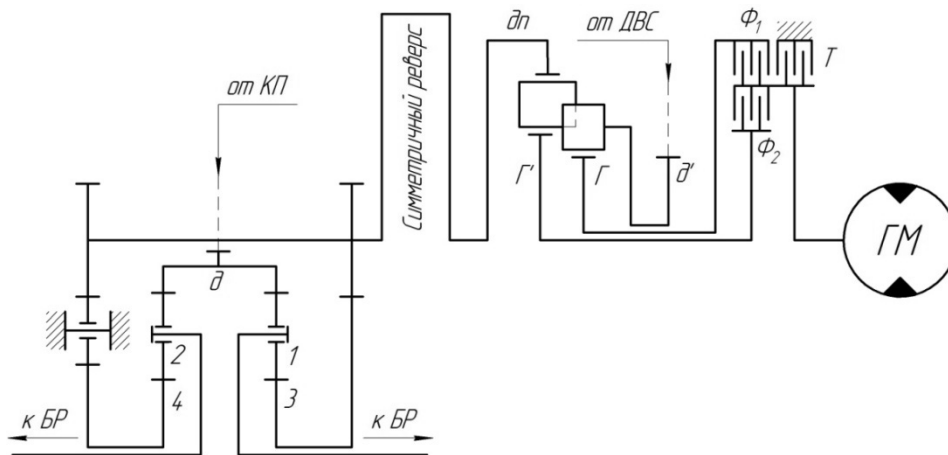 дп
от ДВС
Ф₁
Т
от КП
Симметричный реверс
Ф₂
Г'
Г
д'
ГМ
д
2
1
4
3
к БР
к БР